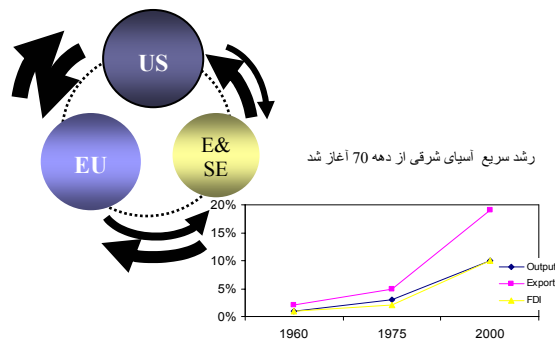 US
EU
E&
SE
رشد سریع آسیای شرقی از دهه 70 آغاز شد
20%
15%
10%
5%
0%
1960 1975 2000
Output
Export
FDI